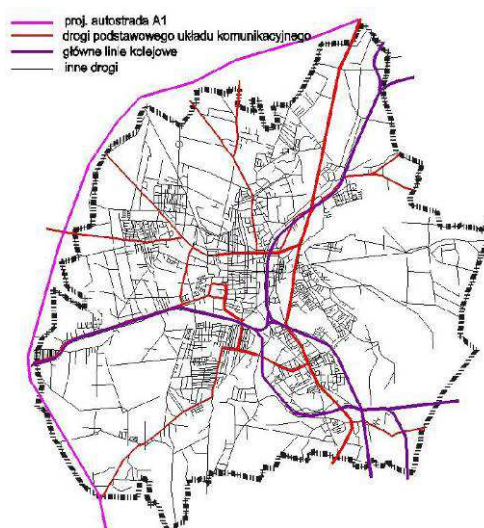 proj. autostrada A1
drogi podstawowego układu komunikacyjnego
główne linie kolejowe
inne drogi